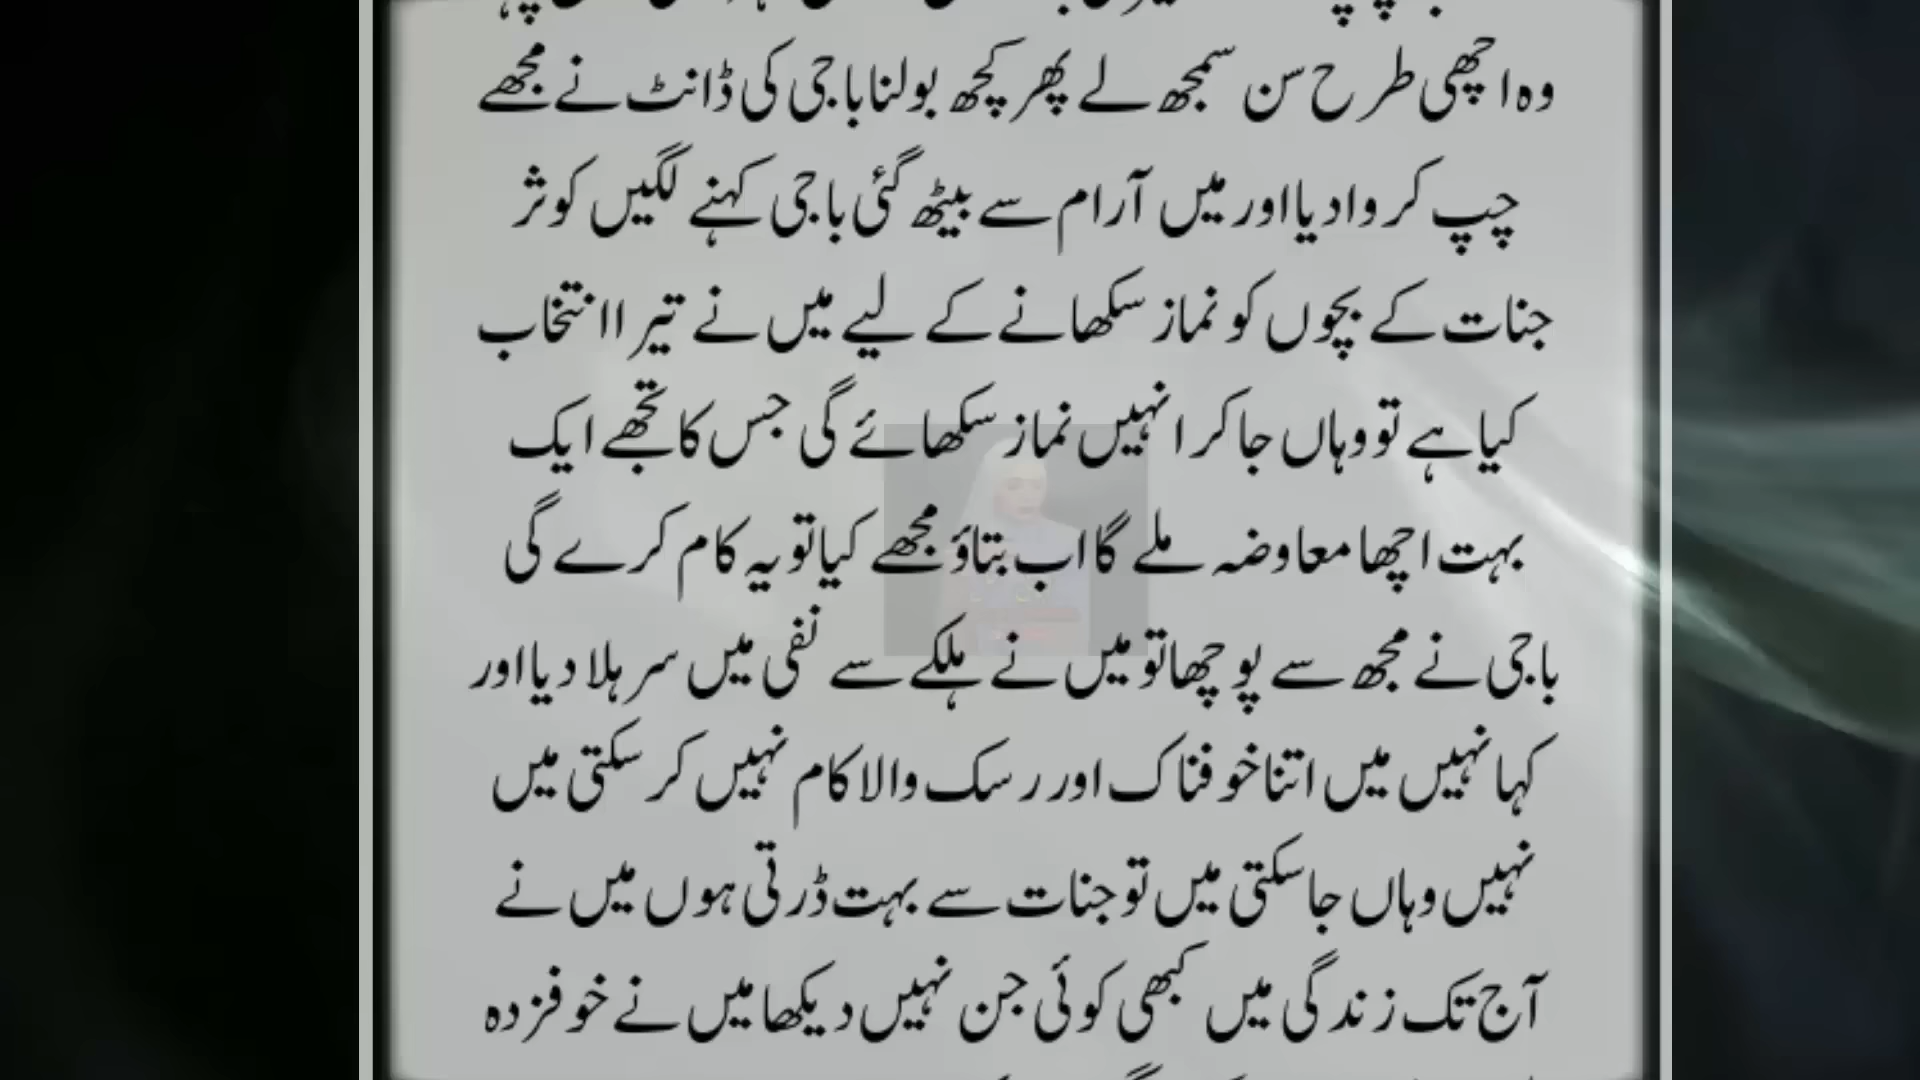 وہ اچھی طرح سن سمجھ لے پھر کچھ بولنا باجی کی ڈانٹ نے مجھے
چپ کروا دیا اور میں آرام سے بیٹھ گئی باجی کہنے لگیں کوثر
جنات کے بچوں کو نماز سکھانے کے لیے میں نے تیرا انتخاب
کیا ہے تو وہاں جا کر انہیں نماز سکھائے گی جس کا تجھے ایک
بہت اچھا معاوضہ ملے گا اب بتاؤ مجھے کیا تو یہ کام کرے گی
باجی نے مجھ سے پوچھا تو میں نے ہلکے سے نفی میں سر ہلا دیا اور
کہا نہیں میں اتنا خوفناک اور رسک والا کام نہیں کر سکتی میں
نہیں وہاں جا سکتی میں تو جنات سے بہت ڈرتی ہوں میں نے
آج تک زندگی میں کبھی کوئی جن نہیں دیکھا میں نے خوفزدہ